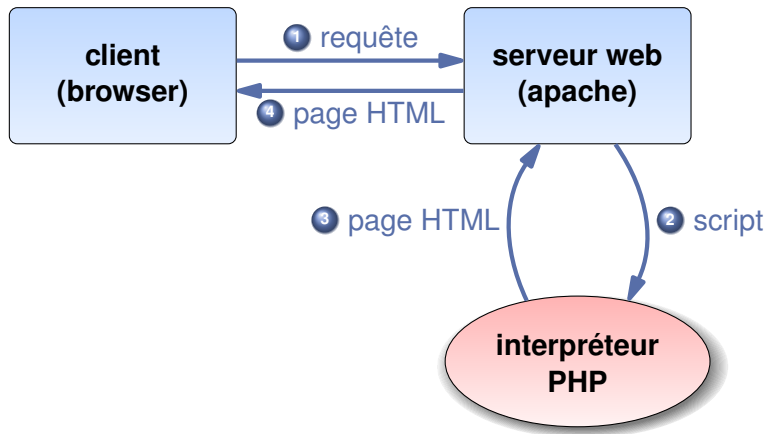 client
(browser)
1 requête
serveur web
(apache)
4 page HTML
3 page HTML
2 script
interpréteur
PHP